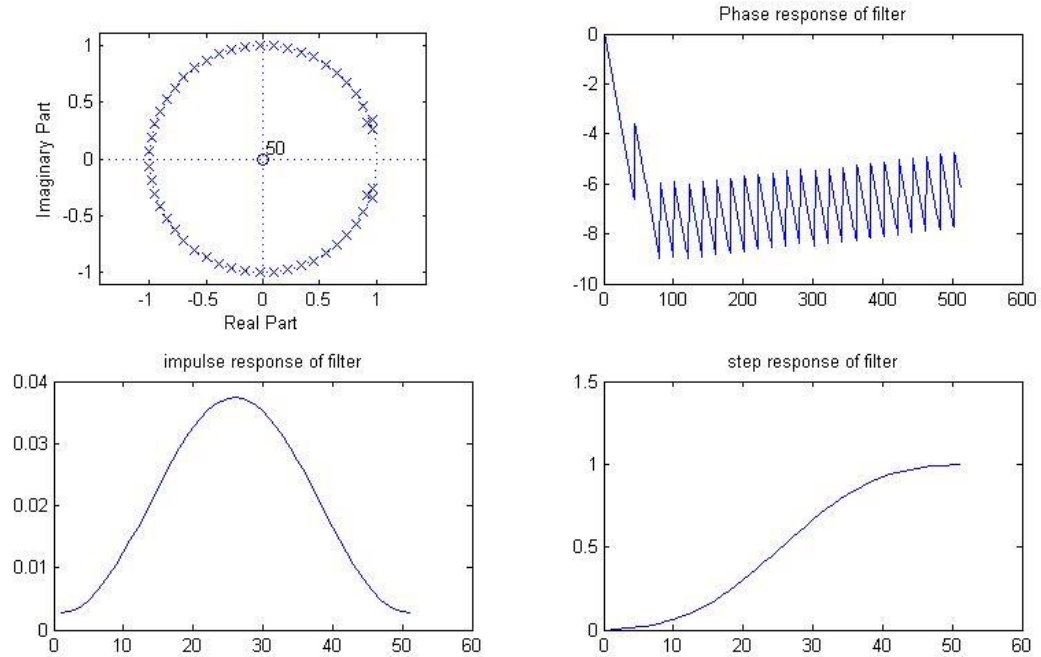 1
0.5
0
-0.5
-1
Imaginary Part
50
-1 -0.5 0 0.5 1
Real Part
Phase response of filter
0
-2
-4
-6
-8
-10
0 100 200 300 400 500 600
impulse response of filter
0.04
0.03
0.02
0.01
0
0 10 20 30 40 50 60
step response of filter
1.5
1
0.5
0
0 10 20 30 40 50 60